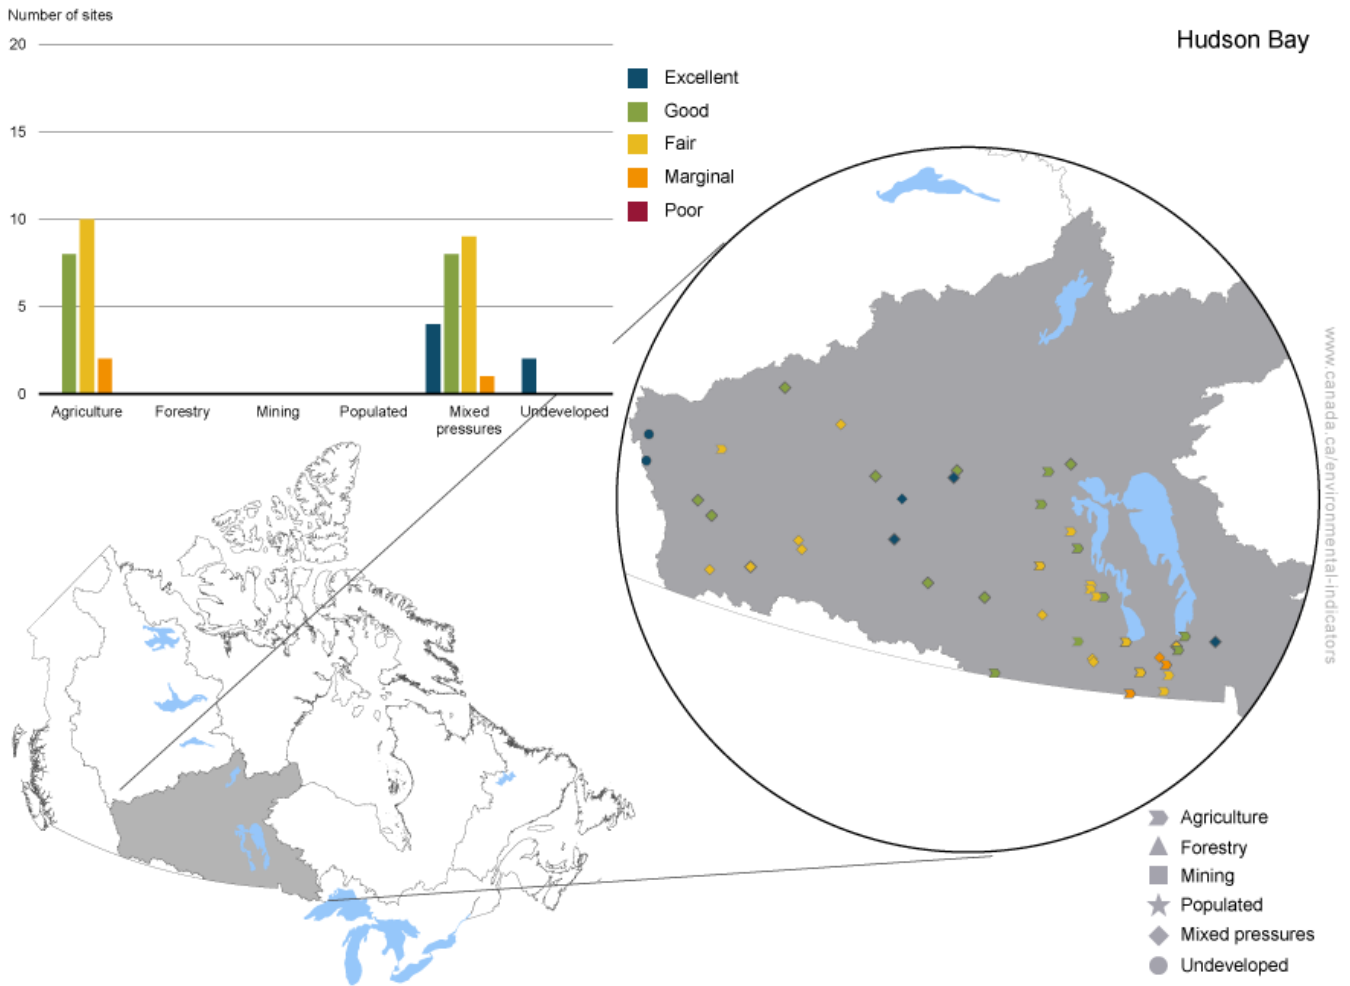 Number of sites
Hudson Bay
20
15
10
5
0
Excellent
Good
Fair
Marginal
Poor
Agriculture
Forestry
Mining
Populated
Mixed
pressures
Undeveloped
www.canada.ca/environmental-indicators
Agriculture
Forestry
Mining
Populated
Mixed pressures
Undeveloped